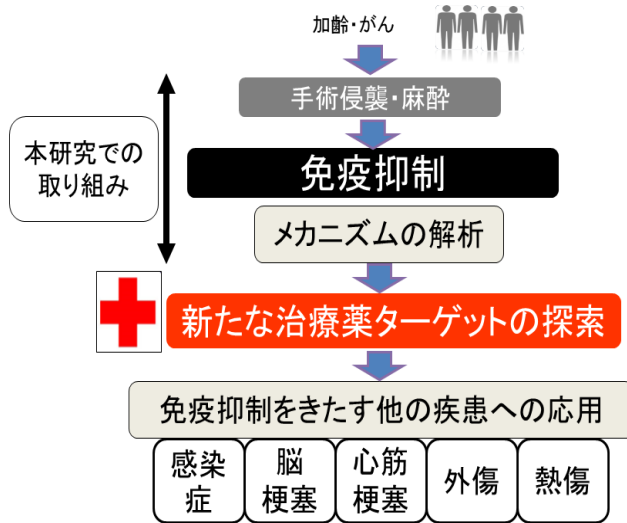 加齢・がん
手術侵襲・麻酔
本研究での
取り組み
免疫抑制
メカニズムの解析
新たな治療薬ターゲットの探索
免疫抑制をきたす他の疾患への応用
感染
症
脳
梗塞
心筋
梗塞
外傷
熱傷